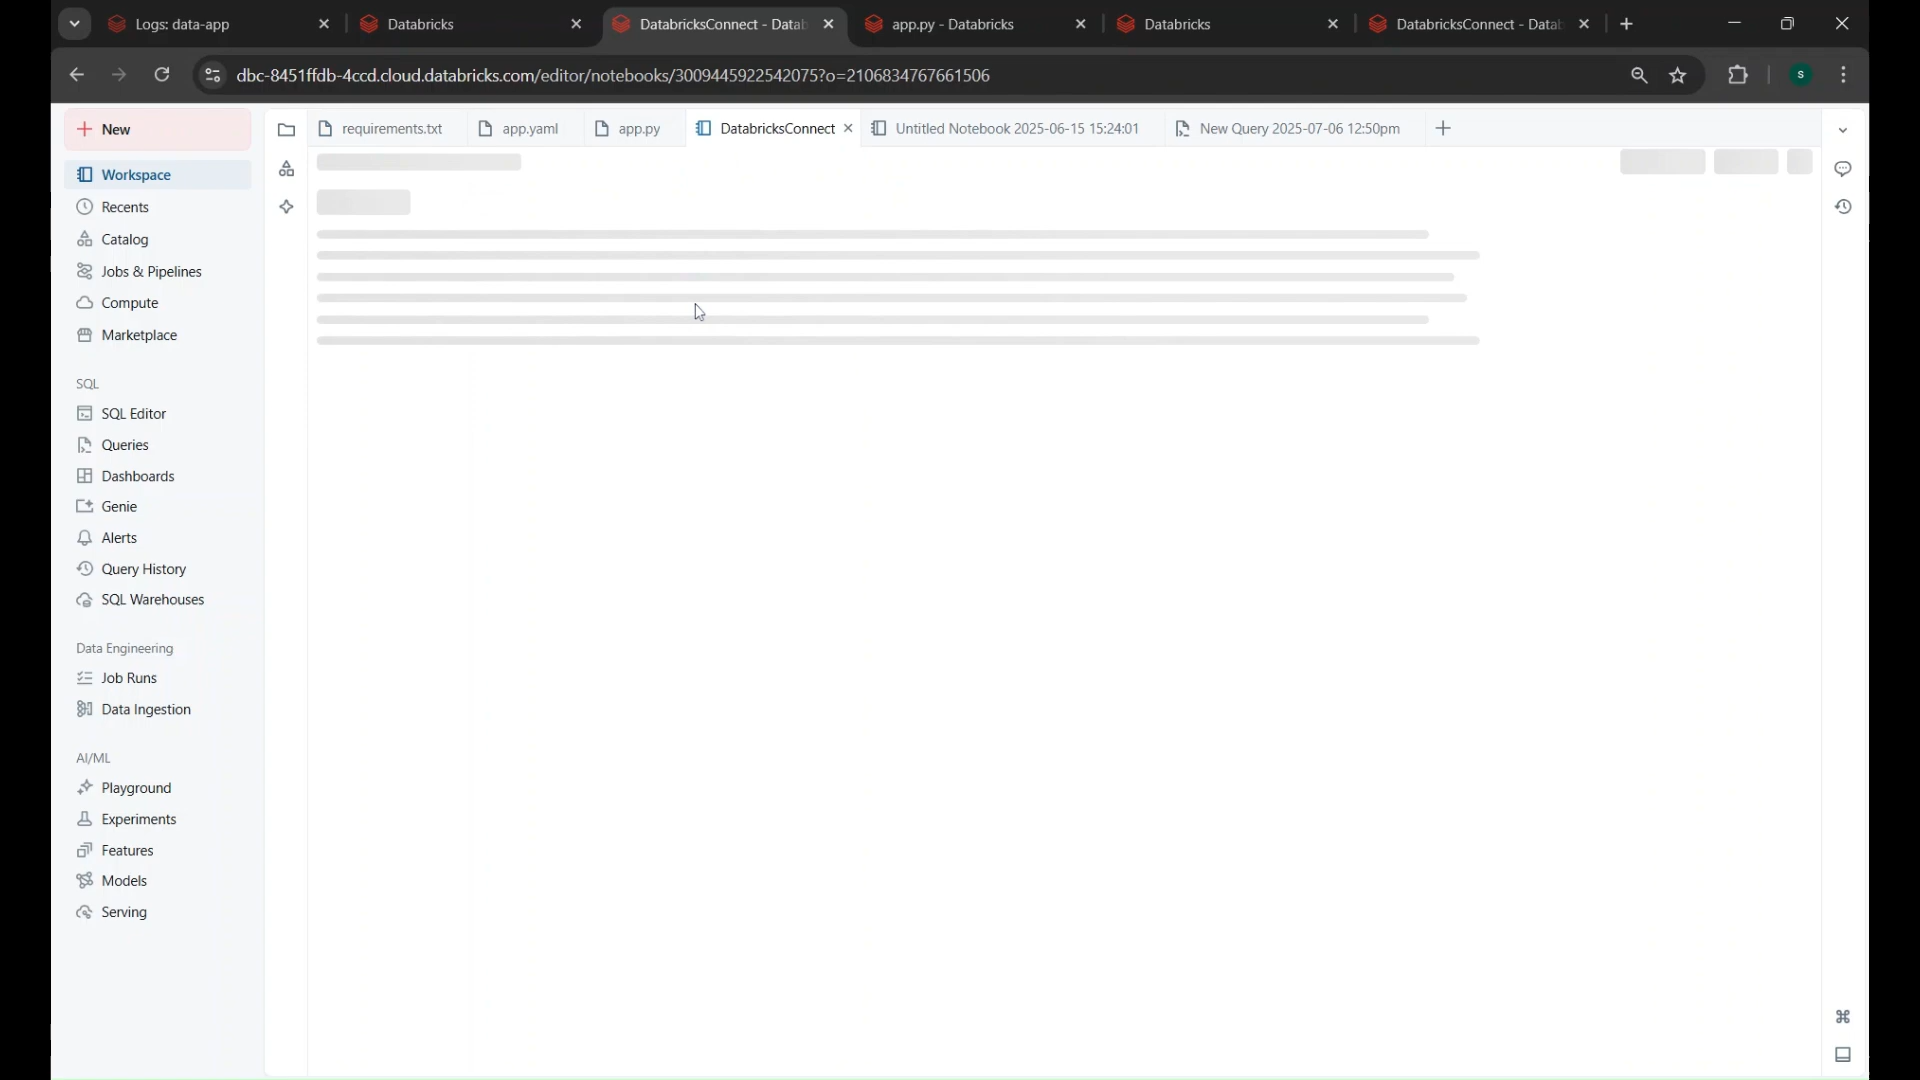 Logs: data-app
Databricks
DatabricksConnect - Datab
app.py - Databricks
Databricks
DatabricksConnect - Datab
dbc-8451ffdb-4ccd.cloud.databricks.com/editor/notebooks/3009445922542075?o=2106834767661506
S
New
requirements.txt
app.yaml
app.py
DatabricksConnect
Untitled Notebook 2025-06-15 15:24:01
New Query 2025-07-06 12:50pm
Workspace
Recents
Catalog
Jobs & Pipelines
Compute
Marketplace
SQL
SQL Editor
Queries
Dashboards
Genie
Alerts
Query History
SQL Warehouses
Data Engineering
Job Runs
Data Ingestion
AI/ML
Playground
Experiments
Features
Models
Serving